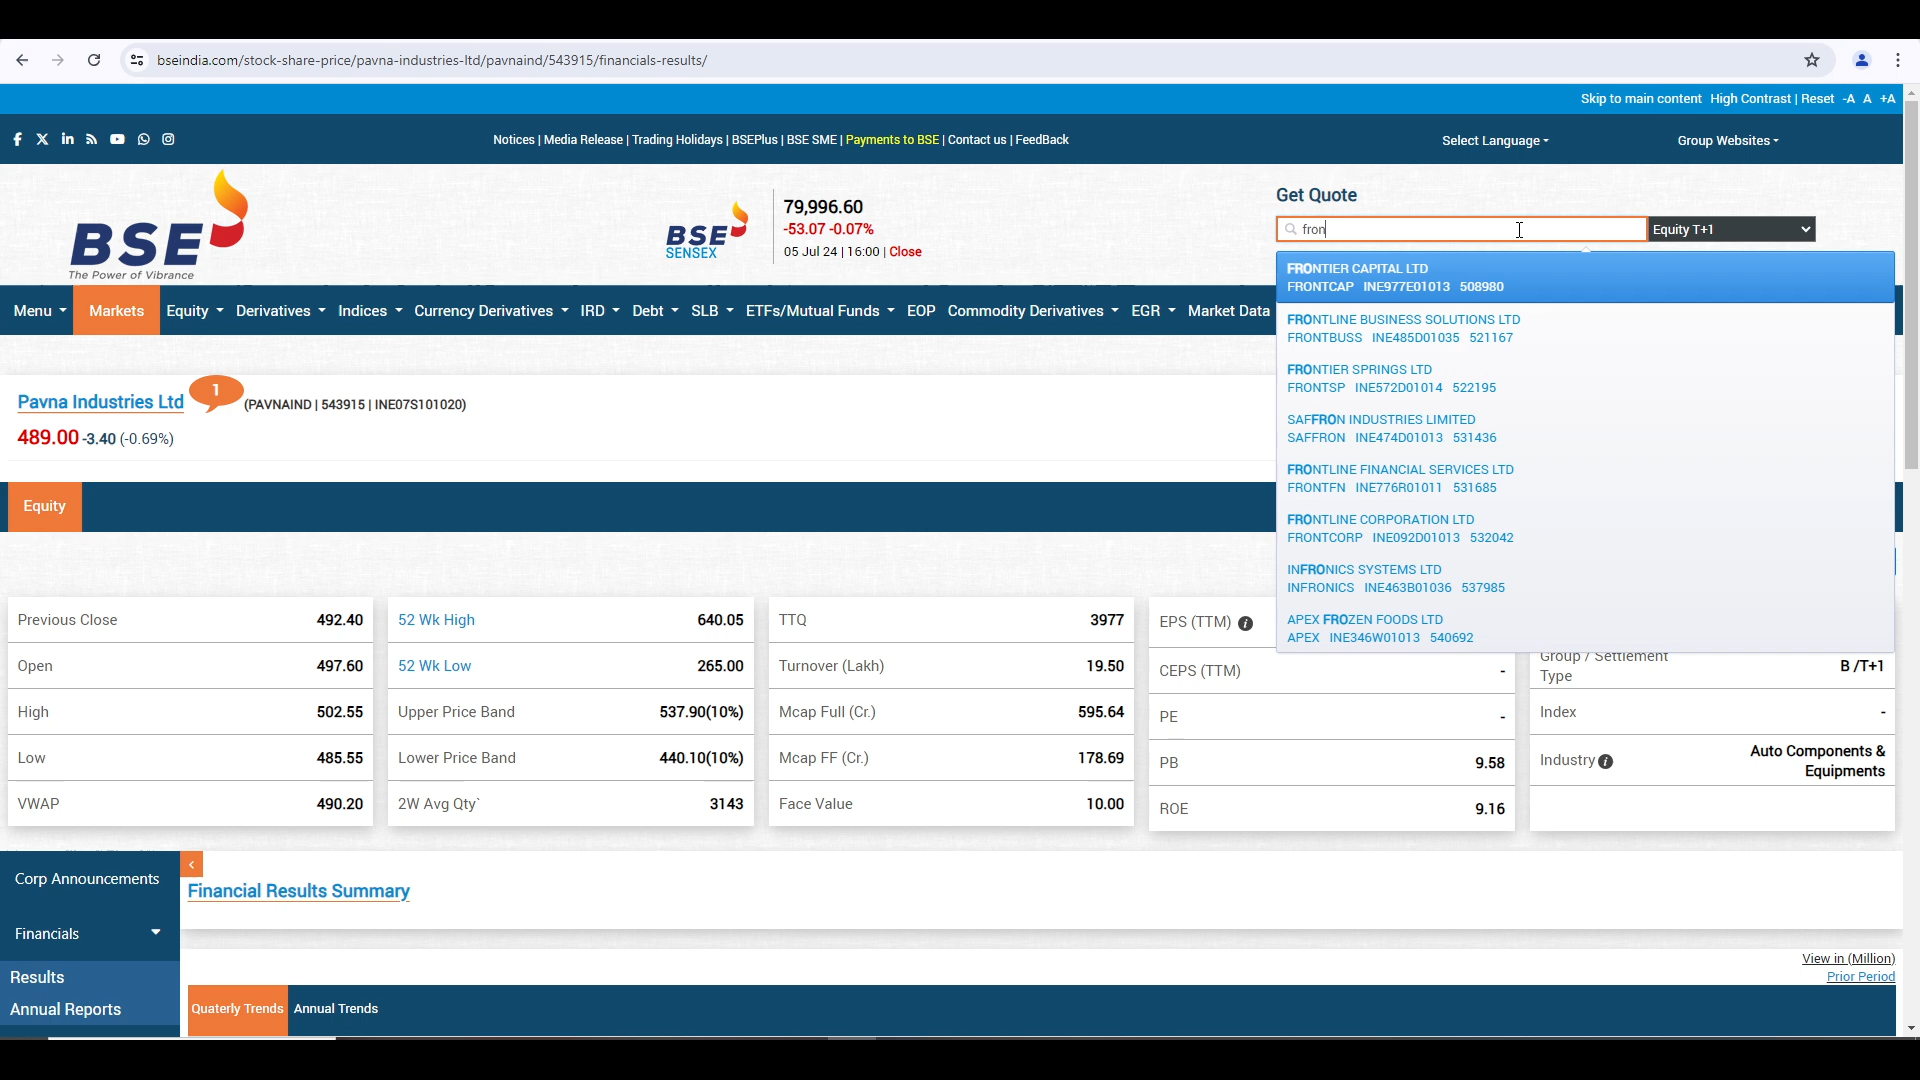 bseindia.com/stock-share-price/pavna-industries-ltd/pavnaind/543915/financials-results/
Skip to main content High Contrast | Reset -A A +A
Notices | Media Release | Trading Holidays | BSEPlus | BSE SME | Payments to BSE | Contact us | FeedBack
Select Language
Group Websites
BSE
The Power of Vibrance
BSE
SENSEX
79,996.60
-53.07 -0.07%
05 Jul 24 | 16:00 | Close
Get Quote
fron
Equity T+1
FRONTIER CAPITAL LTD
FRONTCAP INE977E01013 508980
FRONTLINE BUSINESS SOLUTIONS LTD
FRONTBUSS INE485D01035 521167
FRONTIER SPRINGS LTD
FRONTSP INE572D01014 522195
SAFFRON INDUSTRIES LIMITED
SAFFRON INE474D01013 531436
FRONTLINE FINANCIAL SERVICES LTD
FRONTFN INE776R01011 531685
FRONTLINE CORPORATION LTD
FRONTCORP INE092D01013 532042
INFRONICS SYSTEMS LTD
INFRONICS INE463B01036 537985
APEX FROZEN FOODS LTD
APEX INE346W01013 540692
Menu Markets Equity Derivatives Indices Currency Derivatives IRD Debt SLB ETFs/Mutual Funds EOP Commodity Derivatives EGR Market Data
Pavna Industries Ltd
1
(PAVNAIND | 543915 | INE07S101020)
489.00 -3.40 (-0.69%)
Equity
Previous Close 492.40
Open 497.60
High 502.55
Low 485.55
VWAP 490.20
52 Wk High 640.05
52 Wk Low 265.00
Upper Price Band 537.90(10%)
Lower Price Band 440.10(10%)
2W Avg Qty` 3143
TTQ 3977
Turnover (Lakh) 19.50
Mcap Full (Cr.) 595.64
Mcap FF (Cr.) 178.69
Face Value 10.00
EPS (TTM)
CEPS (TTM) -
PE -
PB 9.58
ROE 9.16
Group / Settlement
Type
B /T+1
Index -
Industry
Auto Components &
Equipments
Corp Announcements
Financials
Results
Annual Reports
Financial Results Summary
View in (Million)
Prior Period
Quaterly Trends
Annual Trends